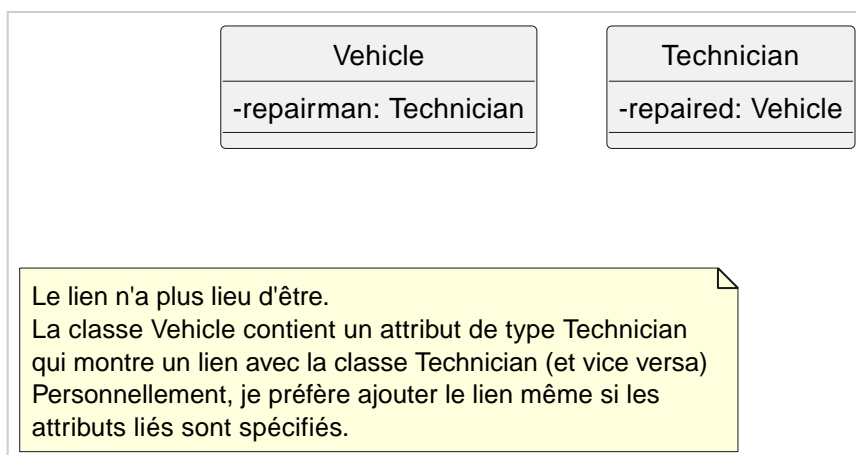 Vehicle
-repairman: Technician
Technician
-repaired: Vehicle
Le lien n'a plus lieu d'être.
La classe Vehicle contient un attribut de type Technician
qui montre un lien avec la classe Technician (et vice versa)
Personnellement, je préfère ajouter le lien même si les
attributs liés sont spécifiés.